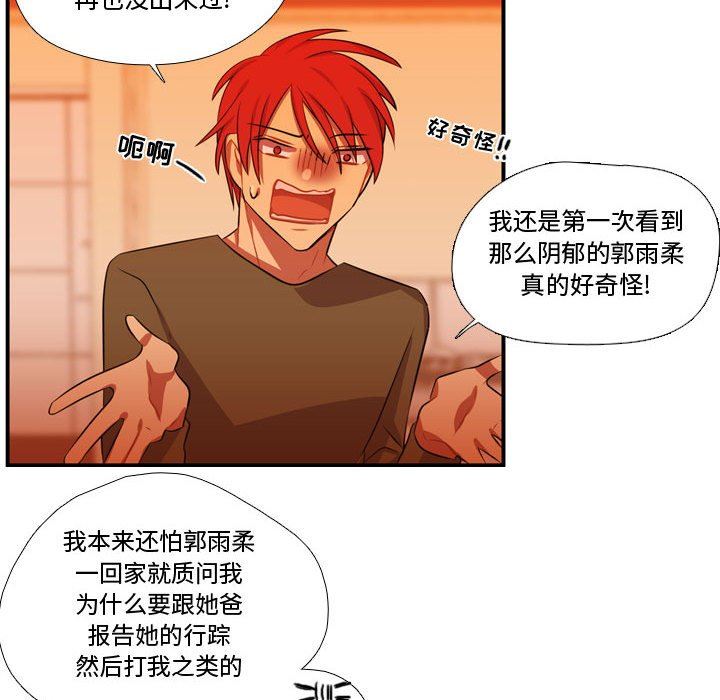 再也没出来过!
呃啊
好奇怪!!
我还是第一次看到
那么阴郁的郭雨柔
真的好奇怪!
我本来还怕郭雨柔
一回家就质问我
为什么要跟她爸
报告她的行踪
然后打我之类的